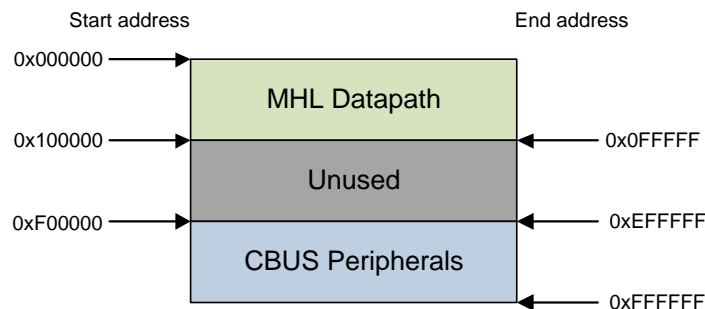 Start address
End address
0x000000
MHL Datapath
0x100000
0x0FFFFF
Unused
0xF00000
0xEFFFFF
CBUS Peripherals
0xFFFFFF